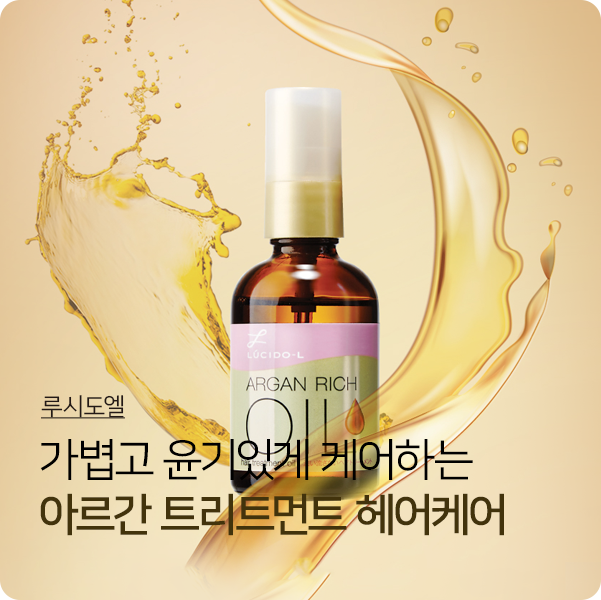 LÚCIDO-L
ARGAN RICH
OIL
루시도엘
가볍고 윤기있게 케어하는
아르간 트리트먼트 헤어케어